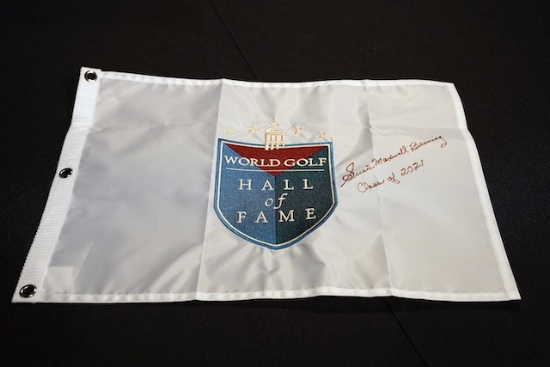 WORLD GOLF
HALL
of
FAME
Susie Maxwell Berning
Class of 2021